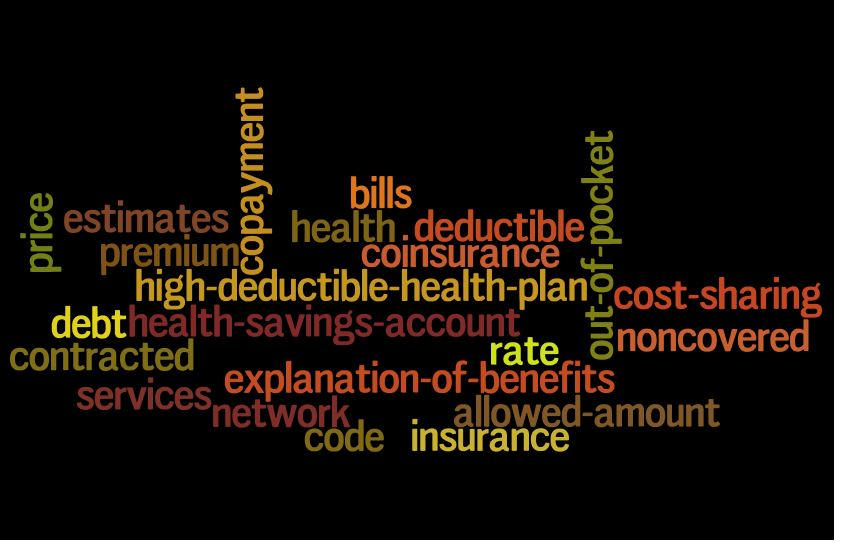 copayment
out-of-pocket
bills
price
estimates
health . deductible
premium
coinsurance
high-deductible-health-plan
cost-sharing
debt
health-savings-account
noncovered
contracted
rate
explanation-of-benefits
services
network
allowed-amount
code
insurance